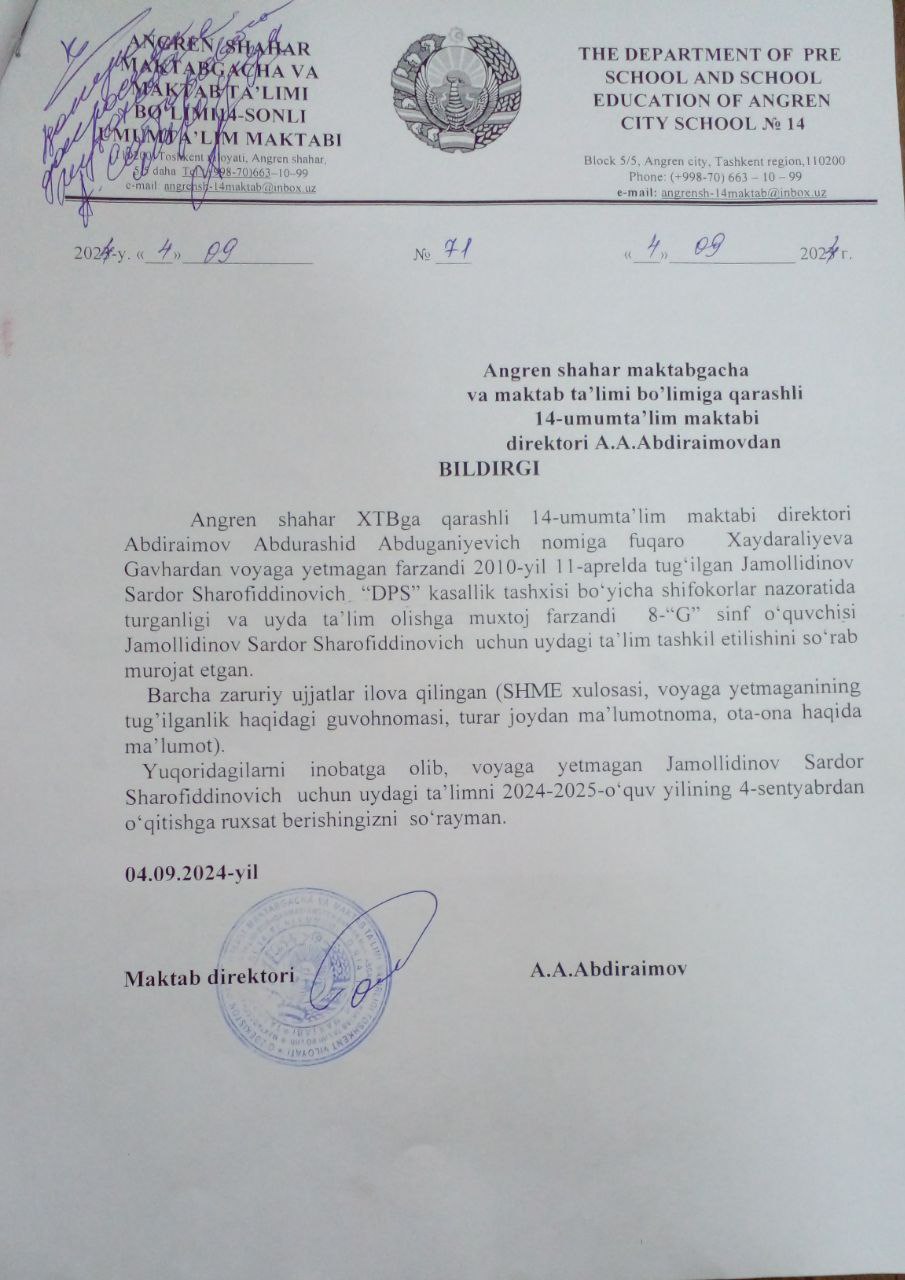 ANGREN SHAHAR
MAKTABGACHA VA
MAKTAB TA’LIMI
BO’LIMI14-SONLI
UMUMTA’LIM MAKTABI
Toshkent viloyati, Angren shahar,
5/5 daha Tel (+998-70)663–10–99
e-mail: angrensh-14maktab@inbox.uz
THE DEPARTMENT OF PRE
SCHOOL AND SCHOOL
EDUCATION OF ANGREN
CITY SCHOOL № 14
Block 5/5, Angren city, Tashkent region,110200
Phone: (+998-70) 663 – 10 – 99
e-mail: angrensh-14maktab@inbox.uz
2024-y. «4» 09 № 71 «4» 09 2024 г.
Angren shahar maktabgacha
va maktab ta’limi bo’limiga qarashli
14-umumta’lim maktabi
direktori A.A.Abdiraimovdan
BILDIRGI
Angren shahar XTBga qarashli 14-umumta’lim maktabi direktori
Abdiraimov Abdurashid Abduganiyevich nomiga fuqaro Xaydaraliyeva
Gavhardan voyaga yetmagan farzandi 2010-yil 11-aprelda tug‘ilgan Jamollidinov
Sardor Sharofiddinovich “DPS” kasallik tashxisi bo‘yicha shifokorlar nazoratida
turganligi va uyda ta’lim olishga muxtoj farzandi 8-“G” sinf o‘quvchisi
Jamollidinov Sardor Sharofiddinovich uchun uydagi ta’lim tashkil etilishini so‘rab
murojat etgan.
Barcha zaruriy ujjatlar ilova qilingan (SHME xulosasi, voyaga yetmaganining
tug’ilganlik haqidagi guvohnomasi, turar joydan ma’lumotnoma, ota-ona haqida
ma’lumot).
Yuqoridagilarni inobatga olib, voyaga yetmagan Jamollidinov Sardor
Sharofiddinovich uchun uydagi ta’limni 2024-2025-o‘quv yilining 4-sentyabrdan
o‘qitishga ruxsat berishingizni so‘rayman.
04.09.2024-yil
Maktab direktori A.A.Abdiraimov